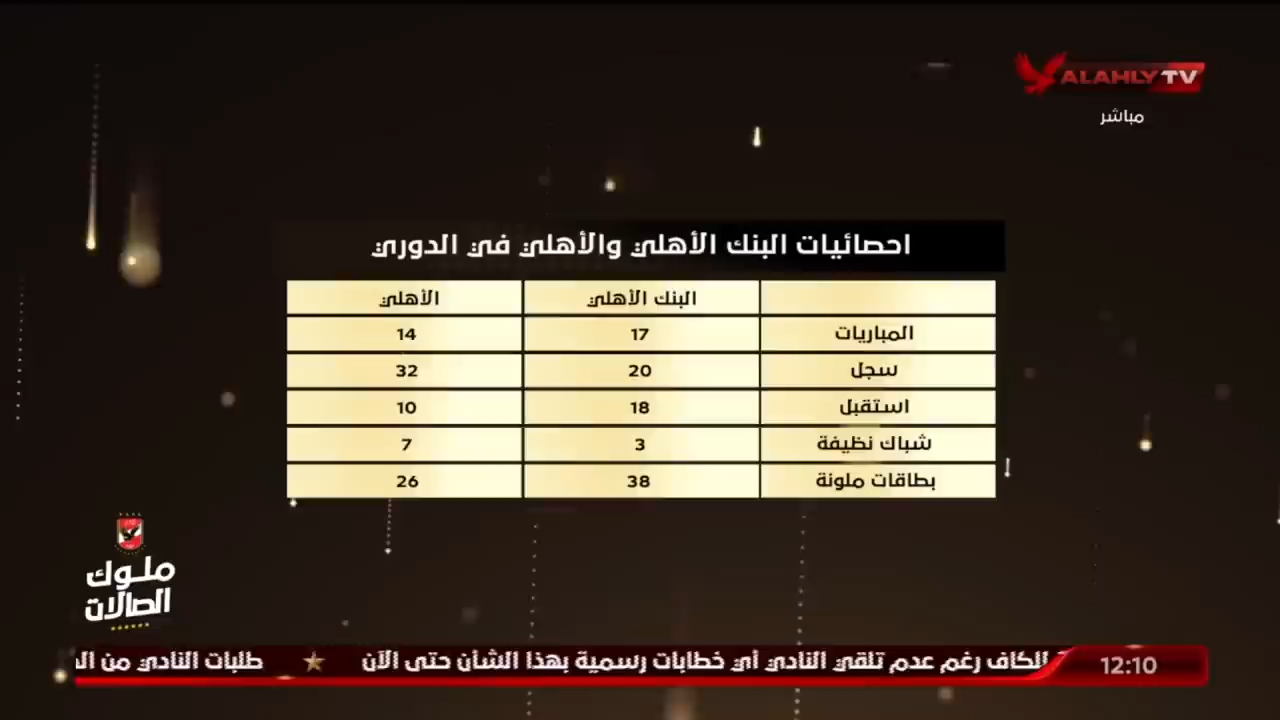 ALAHLY TV
مباشر
احصائيات البنك الأهلي والأهلي في الدوري
البنك الأهلي الأهلي
المباريات 17 14
سجل 20 32
استقبل 18 10
شباك نظيفة 3 7
بطاقات ملونة 38 26
ملوك
الصالات
12:10 الكاف رغم عدم تلقي النادي أي خطابات رسمية بهذا الشأن حتى الآن ★ طلبات النادي من